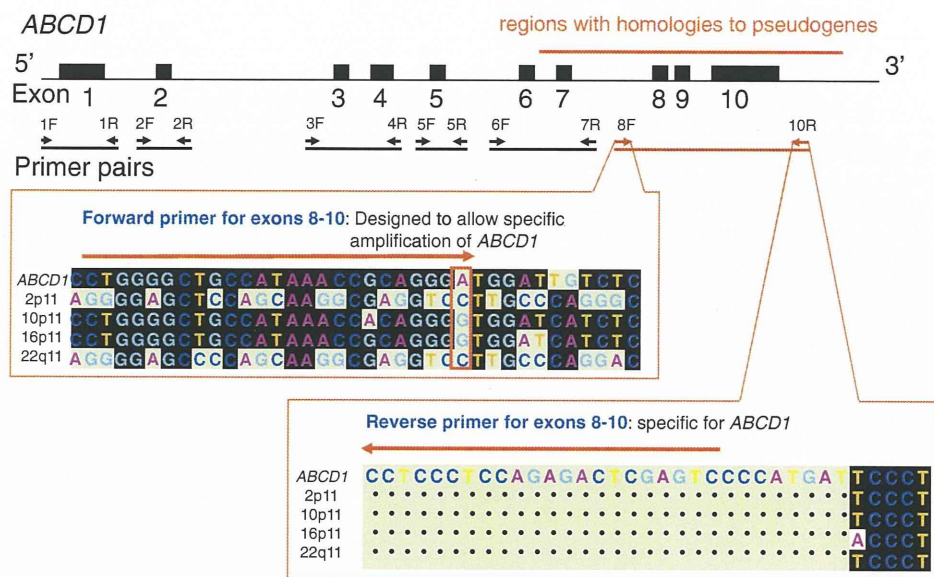 ABCD1
regions with homologies to pseudogenes
5'
3'
Exon 1 2 3 4 5 6 7 8 9 10
1F 1R 2F 2R 3F 4R 5F 5R 6F 7R 8F 10R
Primer pairs
Forward primer for exons 8-10: Designed to allow specific
amplification of ABCD1
ABCD1 CCTGGGGCTGCCATAAACCGCAGGGATGGATTGTCTC
2p11 AGGGGAGCTCCAGCAAGGCGAGGTCCTTGCCCAGGGC
10p11 CCTGGGGCTGCCATAAACCACAGGGGTGGATCATCTC
16p11 CCTGGGGCTGCCATAAACCGCAGGGGTGGATCATCTC
22q11 AGGGGAGCCCCAGCAAGGCGAGGTCCTTGCCCAGGAC
Reverse primer for exons 8-10: specific for ABCD1
ABCD1 CCTCCCTCCAGAGACTCGAGTCCCCATGATTCCCT
2p11 ••••••••••••••••••••••••••••••TCCCT
10p11 ••••••••••••••••••••••••••••••TCCCT
16p11 ••••••••••••••••••••••••••••••ACCCT
22q11 ••••••••••••••••••••••••••••••TCCCT